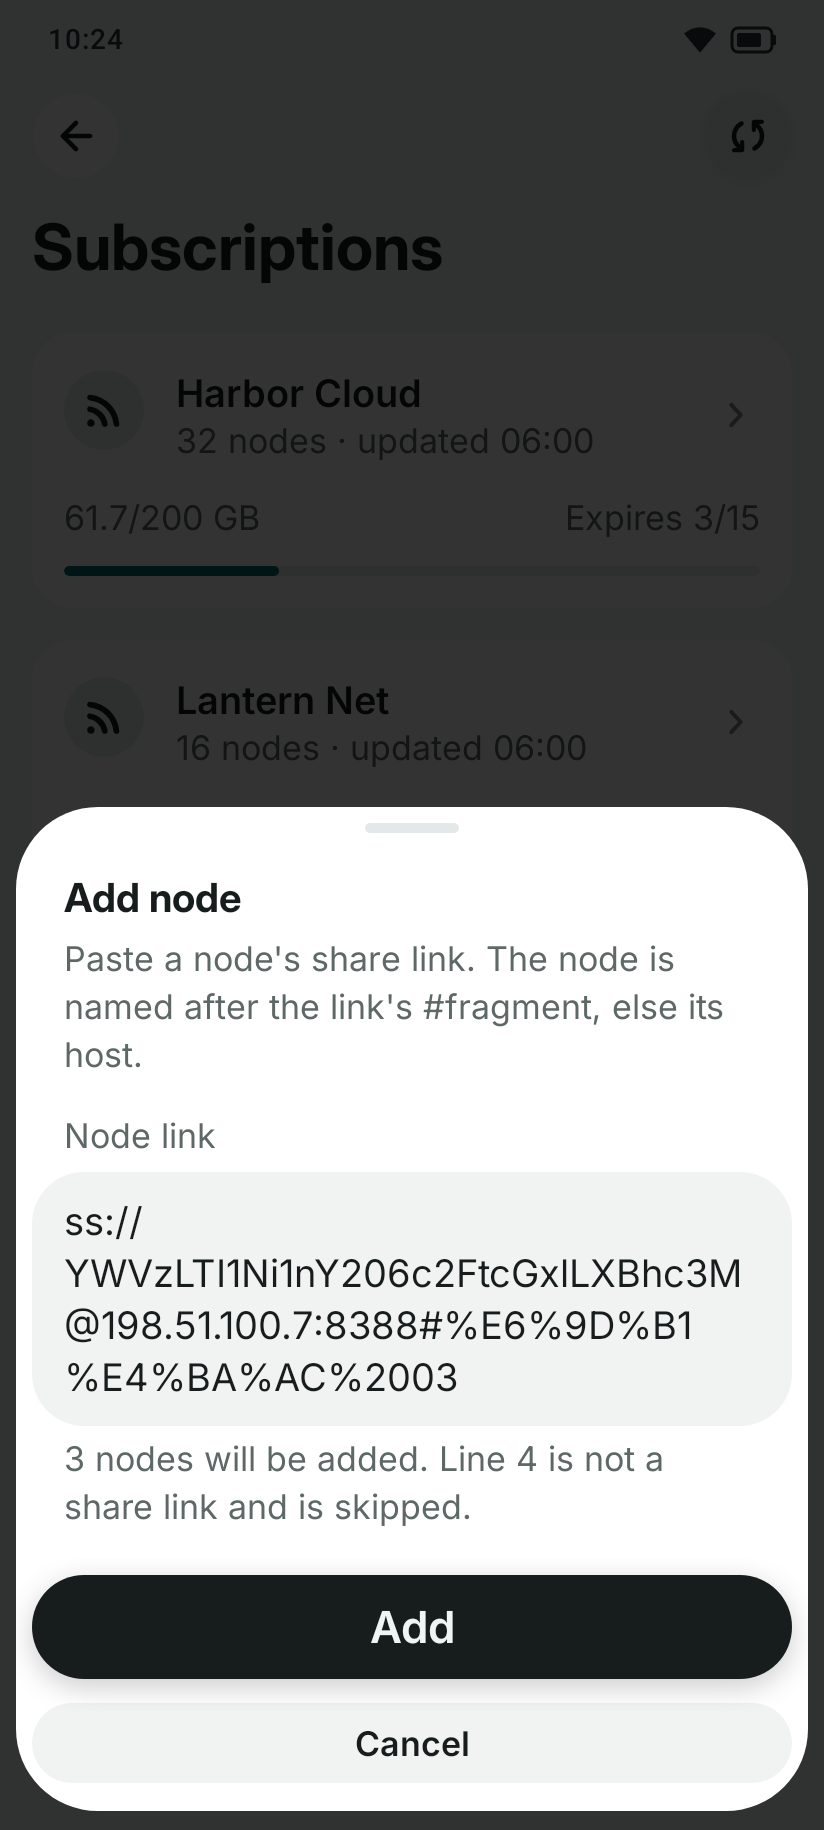 10:24
Subscriptions
Harbor Cloud
32 nodes · updated 06:00
61.7/200 GB
Expires 3/15
Lantern Net
16 nodes · updated 06:00
Add node
Paste a node's share link. The node is
named after the link's #fragment, else its
host.
Node link
ss://
YWVzLTI1Ni1nY206c2FtcGxlLXBhc3M
@198.51.100.7:8388#%E6%9D%B1
%E4%BA%AC%2003
3 nodes will be added. Line 4 is not a
share link and is skipped.
Add
Cancel